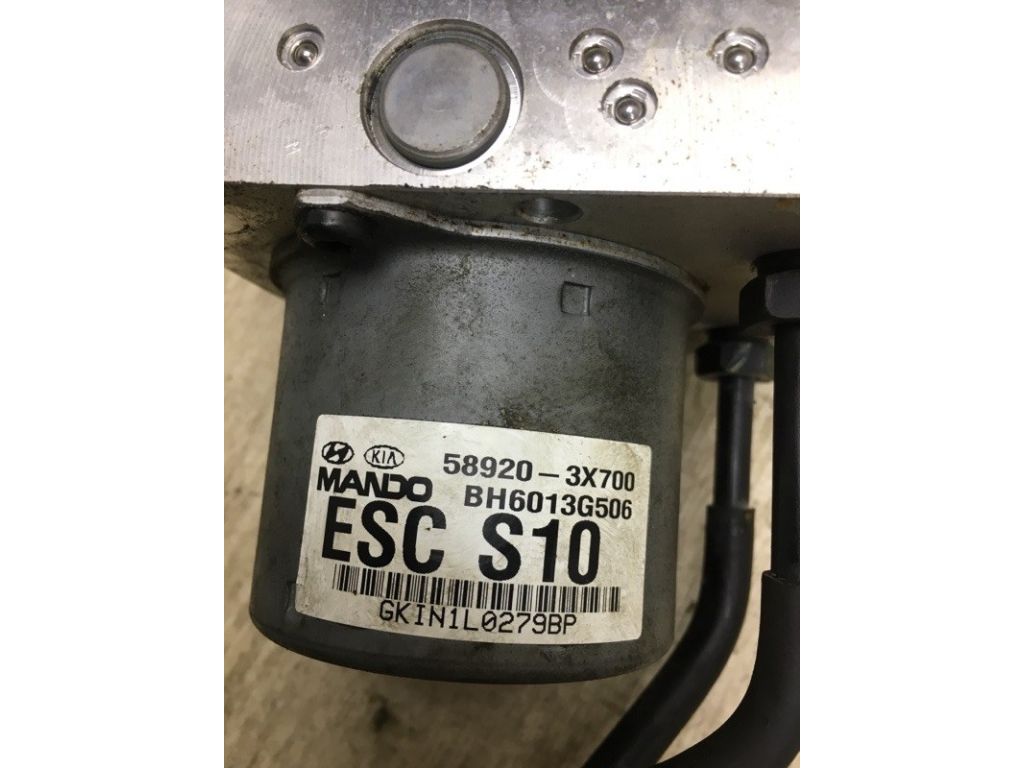 KIA 58920-3X700
MANDO BH6013G506
ESC S10
GKIN1L0279BP